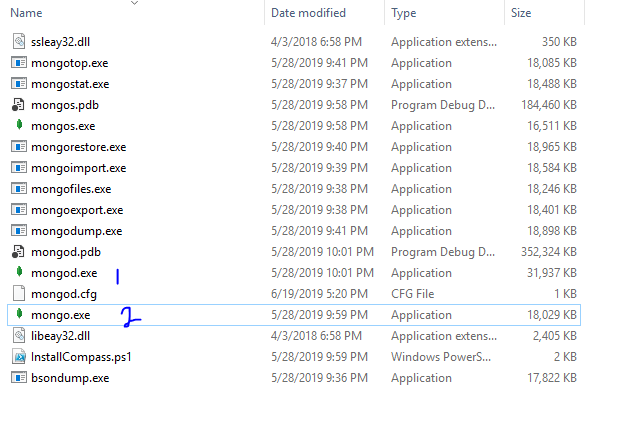 Name Date modified Type Size
ssleay32.dll 4/3/2018 6:58 PM Application extens... 350 KB
mongotop.exe 5/28/2019 9:41 PM Application 18,085 KB
mongostat.exe 5/28/2019 9:37 PM Application 18,488 KB
mongos.pdb 5/28/2019 9:58 PM Program Debug D... 184,460 KB
mongos.exe 5/28/2019 9:58 PM Application 16,511 KB
mongorestore.exe 5/28/2019 9:40 PM Application 18,965 KB
mongoimport.exe 5/28/2019 9:39 PM Application 18,584 KB
mongofiles.exe 5/28/2019 9:38 PM Application 18,246 KB
mongoexport.exe 5/28/2019 9:38 PM Application 18,401 KB
mongodump.exe 5/28/2019 9:41 PM Application 18,898 KB
mongod.pdb 5/28/2019 10:01 PM Program Debug D... 352,324 KB
mongod.exe 1 5/28/2019 10:01 PM Application 31,937 KB
mongod.cfg 6/19/2019 5:20 PM CFG File 1 KB
mongo.exe 2 5/28/2019 9:59 PM Application 18,029 KB
libeay32.dll 4/3/2018 6:58 PM Application extens... 2,405 KB
InstallCompass.ps1 5/28/2019 9:59 PM Windows PowerS... 2 KB
bsondump.exe 5/28/2019 9:36 PM Application 17,822 KB